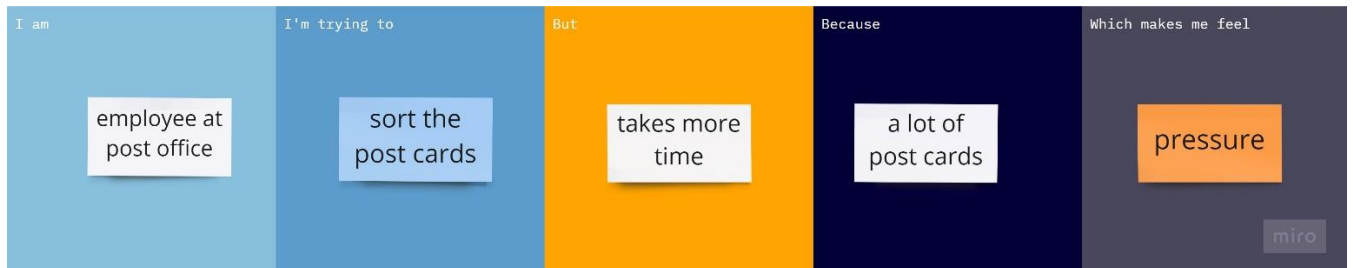 I am
employee at
post office
I'm trying to
sort the
post cards
But
takes more
time
Because
a lot of
post cards
Which makes me feel
pressure
miro